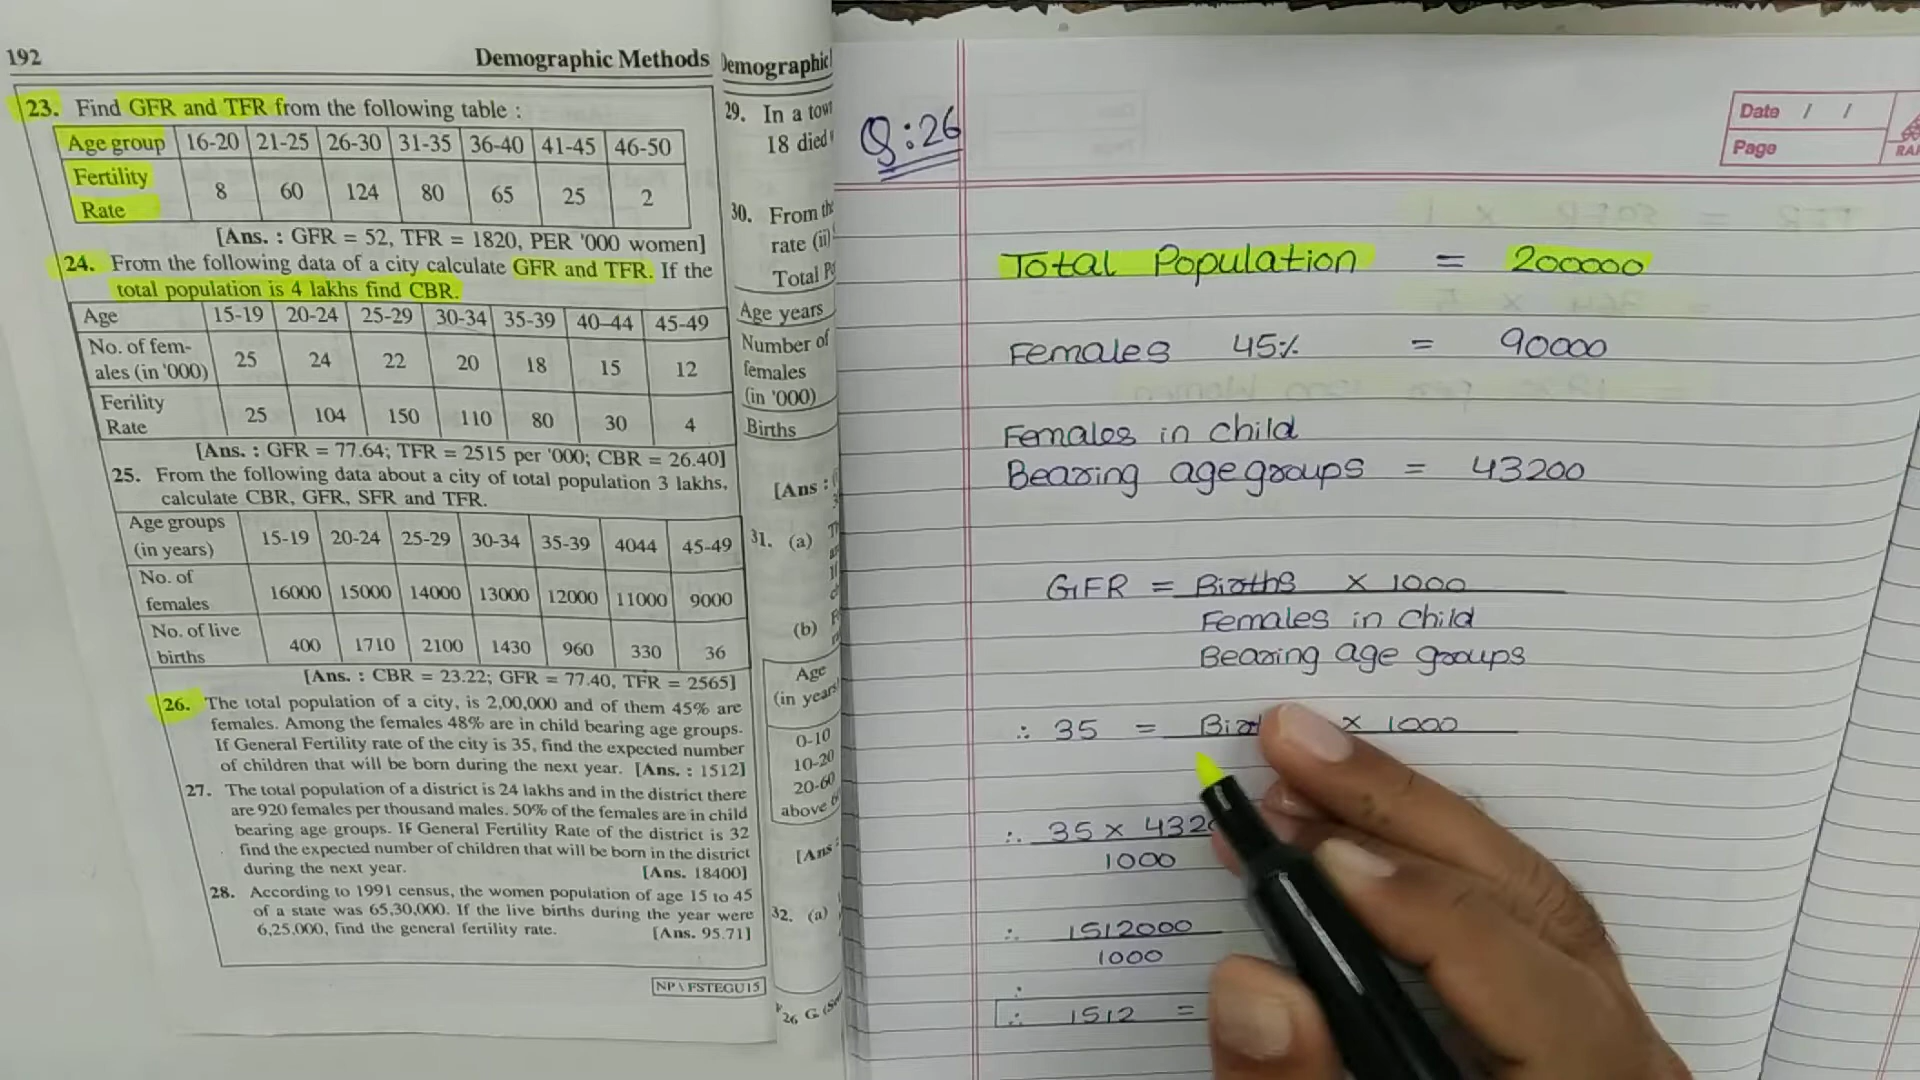 192
Demographic Methods
23. Find GFR and TFR from the following table :
Age group 16-20 21-25 26-30 31-35 36-40 41-45 46-50
Fertility
Rate 8 60 124 80 65 25 2
[Ans. : GFR = 52, TFR = 1820, PER '000 women]
24. From the following data of a city calculate GFR and TFR. If the
total population is 4 lakhs find CBR.
Age 15-19 20-24 25-29 30-34 35-39 40-44 45-49
No. of fem-
ales (in '000) 25 24 22 20 18 15 12
Ferility
Rate 25 104 150 110 80 30 4
[Ans. : GFR = 77.64; TFR = 2515 per '000; CBR = 26.40]
25. From the following data about a city of total population 3 lakhs,
calculate CBR, GFR, SFR and TFR.
Age groups
(in years) 15-19 20-24 25-29 30-34 35-39 4044 45-49
No. of
females 16000 15000 14000 13000 12000 11000 9000
No. of live
births 400 1710 2100 1430 960 330 36
[Ans. : CBR = 23.22; GFR = 77.40, TFR = 2565]
26. The total population of a city, is 2,00,000 and of them 45% are
females. Among the females 48% are in child bearing age groups.
If General Fertility rate of the city is 35, find the expected number
of children that will be born during the next year. [Ans. : 1512]
27. The total population of a district is 24 lakhs and in the district there
are 920 females per thousand males. 50% of the females are in child
bearing age groups. If General Fertility Rate of the district is 32
find the expected number of children that will be born in the district
during the next year. [Ans. 18400]
28. According to 1991 census, the women population of age 15 to 45
of a state was 65,30,000. If the live births during the year were
6,25,000, find the general fertility rate. [Ans. 95.71]
NP \ FSTEGU15
Demographic
29. In a
18 died
30. From
rate (ii)
Total
Age years
Number of
females
(in '000)
Births
[Ans :
31. (a)
(b)
Age
(in years
0-10
10-20
20-60
above
[Ans
32. (a)
26 G.
Q:26
Date / /
Page
Total Population = 200000
Females 45% = 90000
Females in child
Bearing age groups = 43200
GFR = Births × 1000
Females in Child
Bearing age groups
∴ 35 = × 1000
∴ 35 ×
1000
∴ 1512000
1000
∴
∴ 1512 =